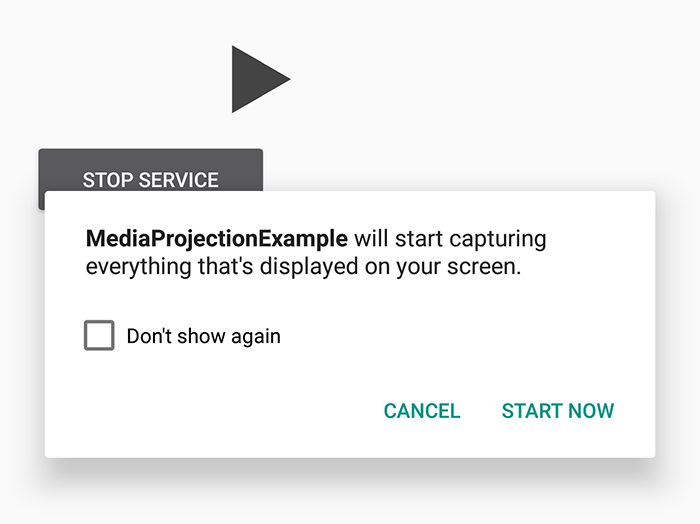 STOP SERVICE
MediaProjectionExample will start capturing
everything that's displayed on your screen.
Don't show again
CANCEL START NOW